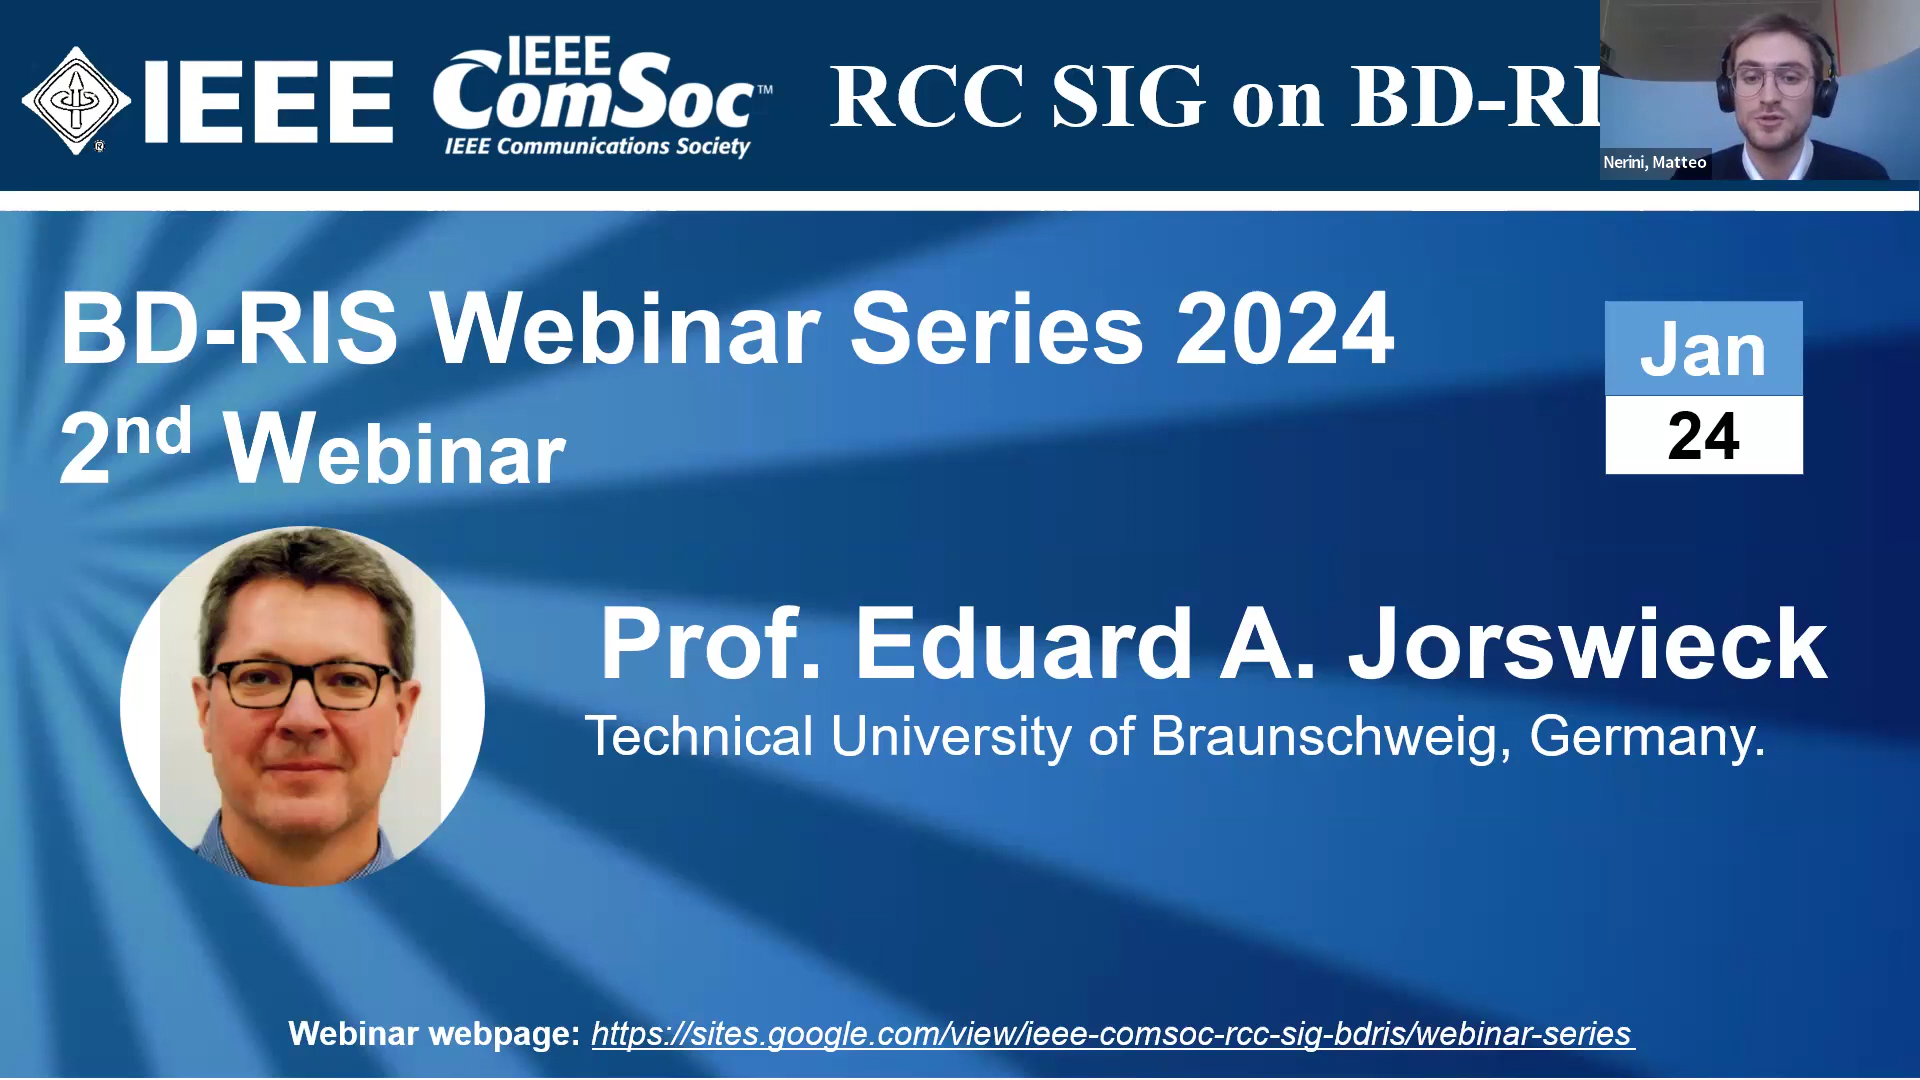 IEEE
IEEE
ComSoc™
IEEE Communications Society
RCC SIG on BD-RI
Nerini, Matteo
BD-RIS Webinar Series 2024
2nd Webinar
Jan
24
Prof. Eduard A. Jorswieck
Technical University of Braunschweig, Germany.
Webinar webpage: https://sites.google.com/view/ieee-comsoc-rcc-sig-bdris/webinar-series